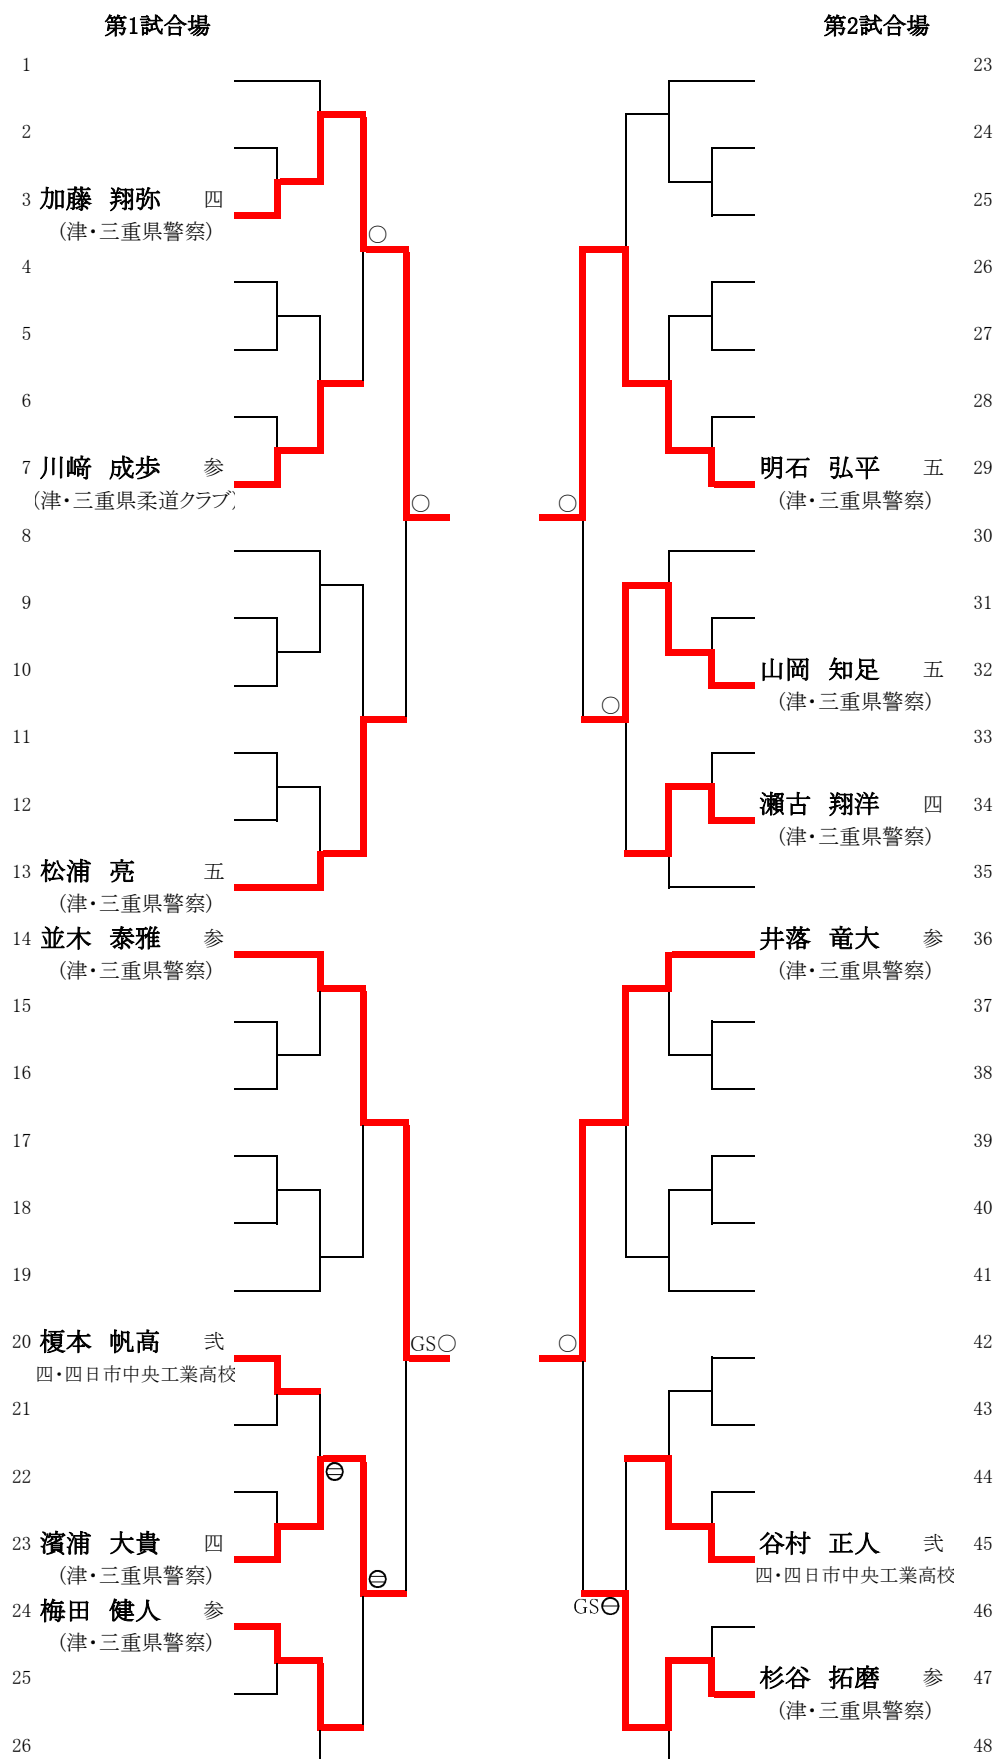 第1試合場
1
2
3 加藤 翔弥 四
(津・三重県警察)
○
4
5
6
7 川﨑 成歩 参
(津・三重県柔道クラブ)
○
8
9
10
11
12
13 松浦 亮 五
(津・三重県警察)
14 並木 泰雅 参
(津・三重県警察)
15
16
17
18
19
20 榎本 帆高 弐
四・四日市中央工業高校
GS○
21
22
23 濱浦 大貴 四
(津・三重県警察)
24 梅田 健人 参
(津・三重県警察)
25
26
第2試合場
23
24
25
26
27
28
明石 弘平 五 29
(津・三重県警察)
○
30
31
山岡 知足 五 32
(津・三重県警察)
○
33
瀬古 翔洋 四 34
(津・三重県警察)
35
井落 竜大 参 36
(津・三重県警察)
37
38
39
40
41
42
○
43
44
谷村 正人 弐 45
四・四日市中央工業高校
GS㊀
46
杉谷 拓磨 参 47
(津・三重県警察)
48